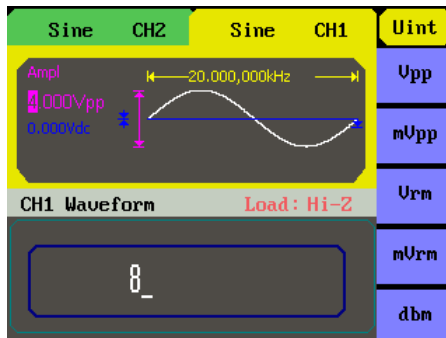 Sine CH2 Sine CH1 Uint
Ampl
20.000,000kHz
4.000Vpp
0.000Vdc
Vpp
mVpp
Vrm
mVrm
dbm
CH1 Waveform Load: Hi-Z
8_